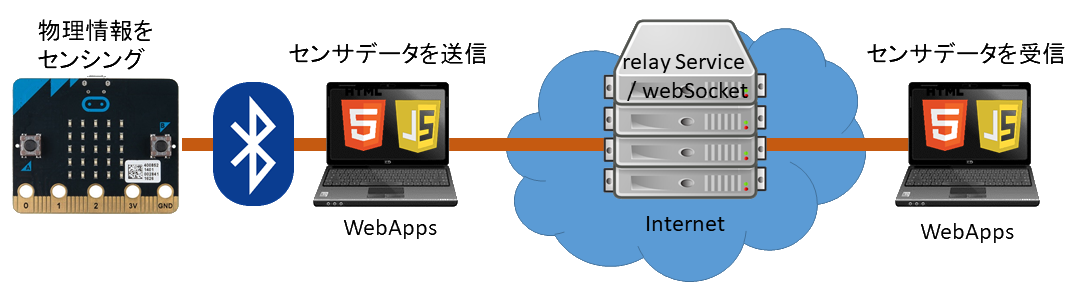 物理情報を
センシング
0 1 2 3V GND
センサデータを送信
HTML
5 JS
WebApps
relay Service
/ webSocket
Internet
センサデータを受信
HTML
5 JS
WebApps